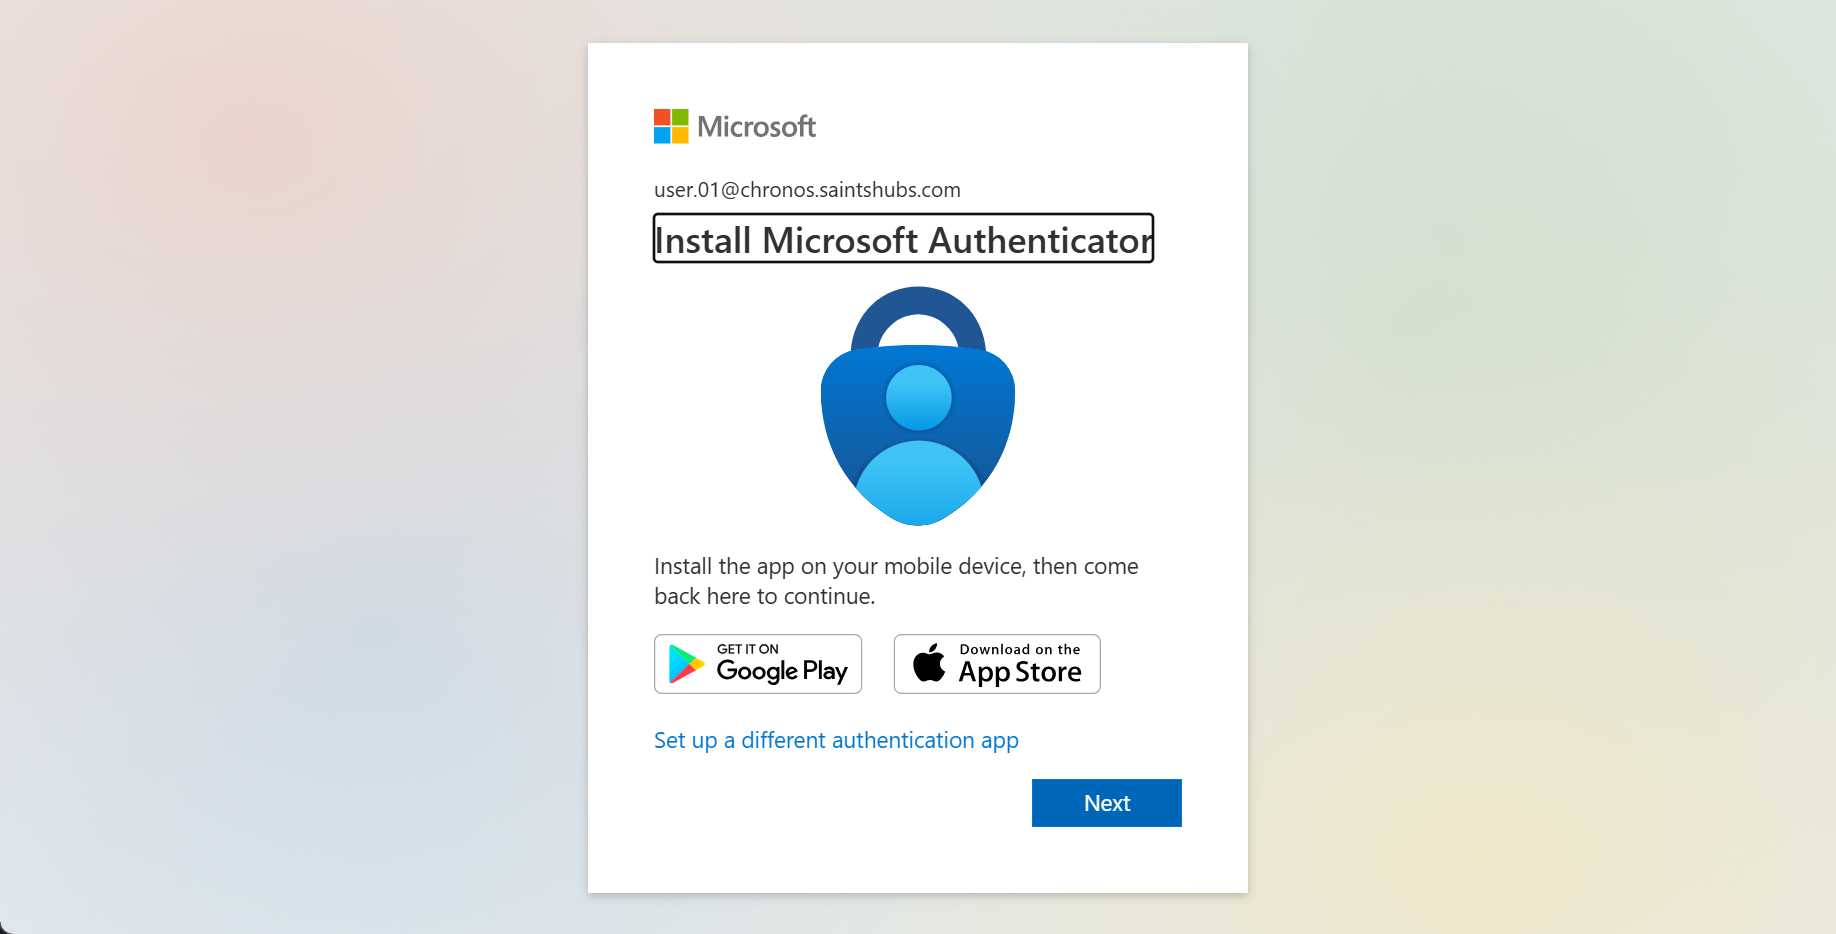 Microsoft
user.01@chronos.saintshubs.com
Install Microsoft Authenticator
Install the app on your mobile device, then come
back here to continue.
GET IT ON
Google Play
Download on the
App Store
Set up a different authentication app
Next